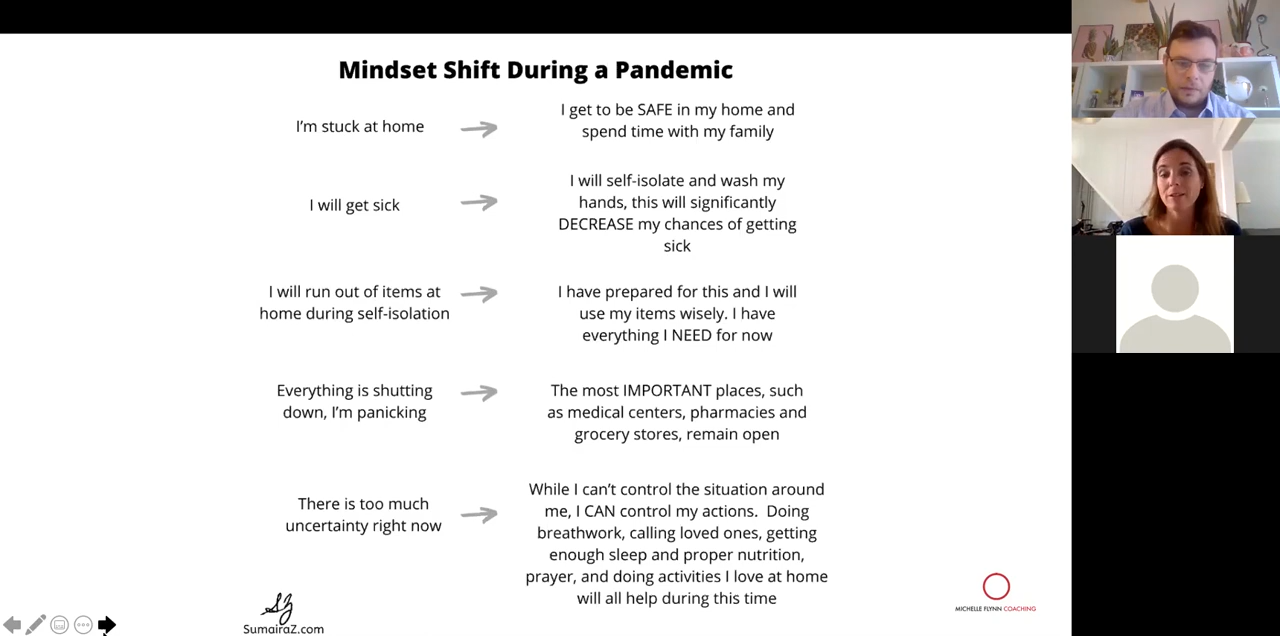 Mindset Shift During a Pandemic
I'm stuck at home
I get to be SAFE in my home and
spend time with my family
I will get sick
I will self-isolate and wash my
hands, this will significantly
DECREASE my chances of getting
sick
I will run out of items at
home during self-isolation
I have prepared for this and I will
use my items wisely. I have
everything I NEED for now
Everything is shutting
down, I'm panicking
The most IMPORTANT places, such
as medical centers, pharmacies and
grocery stores, remain open
There is too much
uncertainty right now
While I can't control the situation around
me, I CAN control my actions.  Doing
breathwork, calling loved ones, getting
enough sleep and proper nutrition,
prayer, and doing activities I love at home
will all help during this time
SZ
SumairaZ.com
MICHELLE FLYNN COACHING